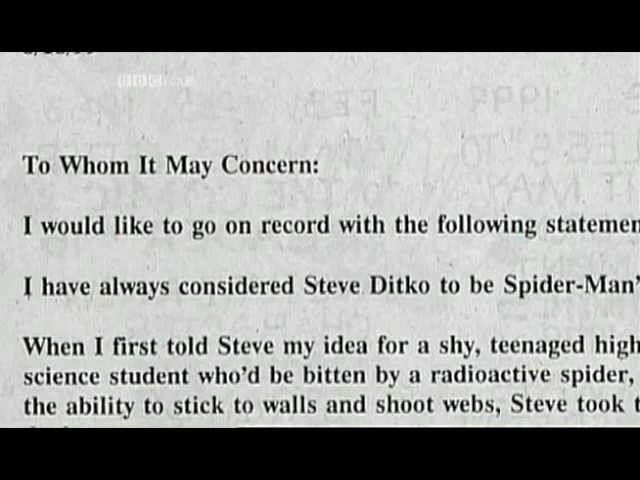 BBC FOUR
To Whom It May Concern:
I would like to go on record with the following statemen
I have always considered Steve Ditko to be Spider-Man'
When I first told Steve my idea for a shy, teenaged high
science student who'd be bitten by a radioactive spider,
the ability to stick to walls and shoot webs, Steve took t